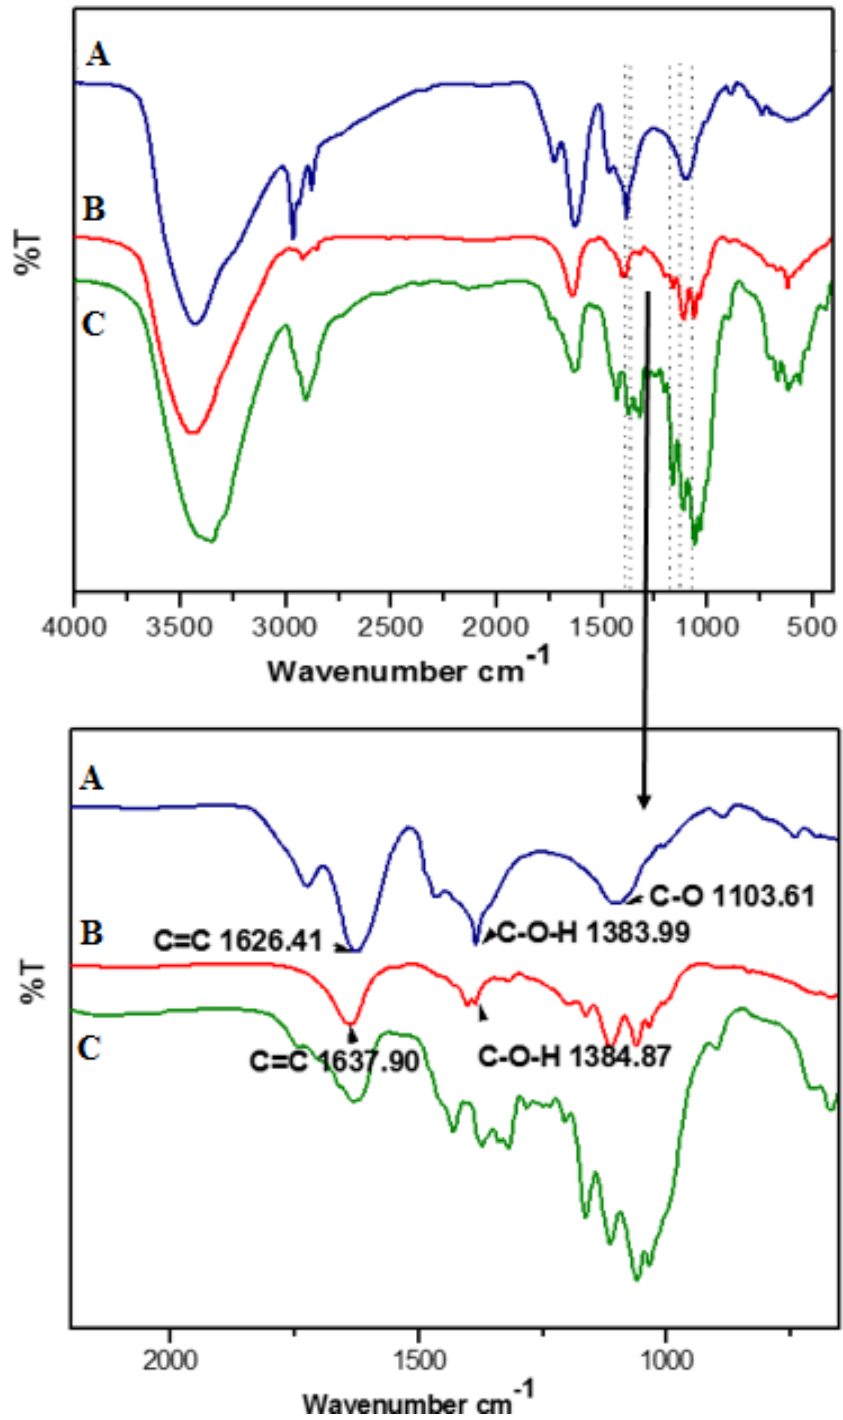 A
B
C
%T
4000 3500 3000 2500 2000 1500 1000 500
Wavenumber cm-1
A
C-O 1103.61
B
C=C 1626.41
C-O-H 1383.99
%T
C
C=C 1637.90
C-O-H 1384.87
2000 1500 1000
Wavenumber cm-1